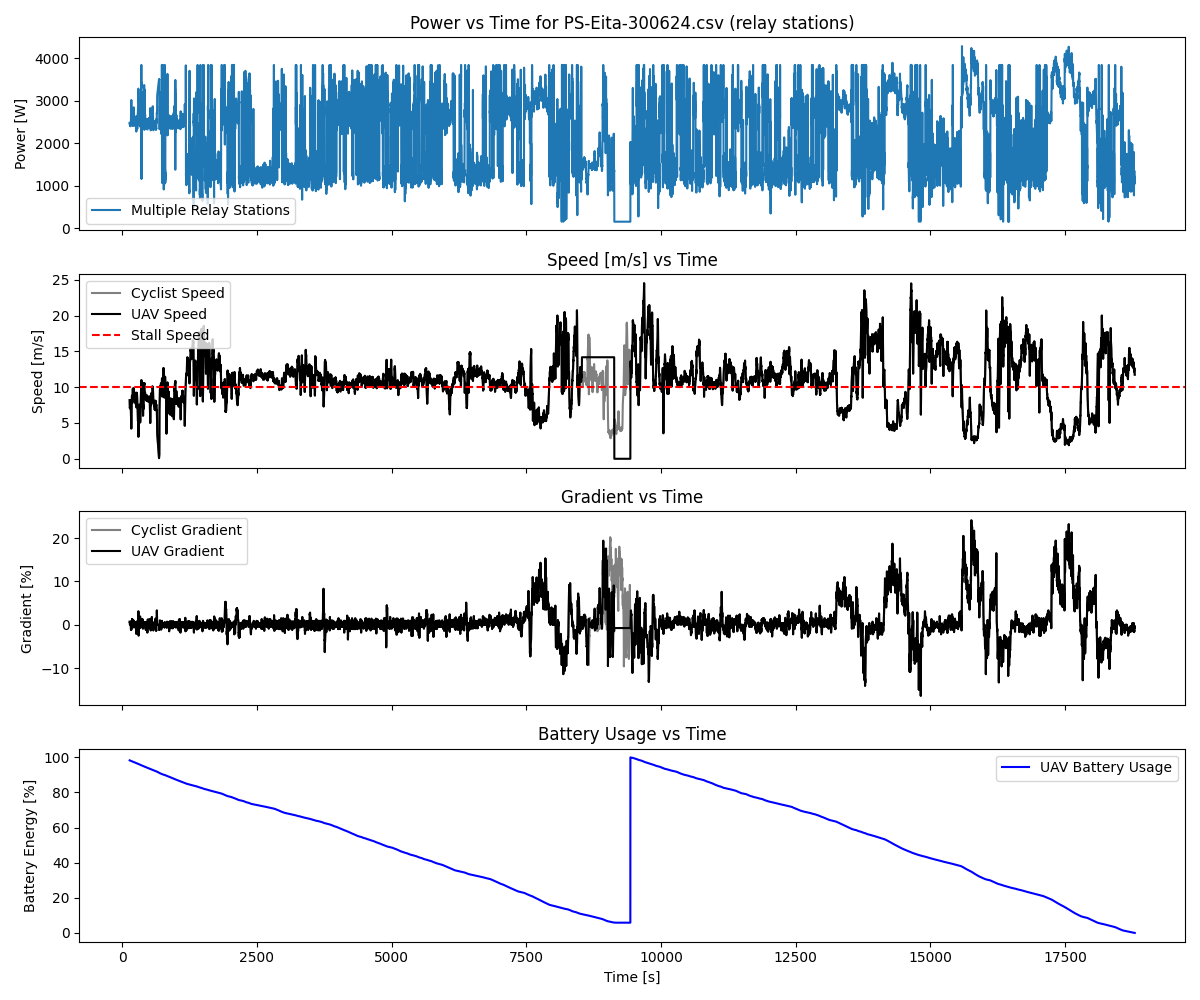 Power vs Time for PS-Eita-300624.csv (relay stations)
Power [W]
4000
3000
2000
1000
0
Multiple Relay Stations
Speed [m/s] vs Time
Speed [m/s]
25
20
15
10
5
0
Cyclist Speed
UAV Speed
Stall Speed
Gradient vs Time
Gradient [%]
20
10
0
−10
Cyclist Gradient
UAV Gradient
Battery Usage vs Time
Battery Energy [%]
100
80
60
40
20
0
UAV Battery Usage
0 2500 5000 7500 10000 12500 15000 17500
Time [s]